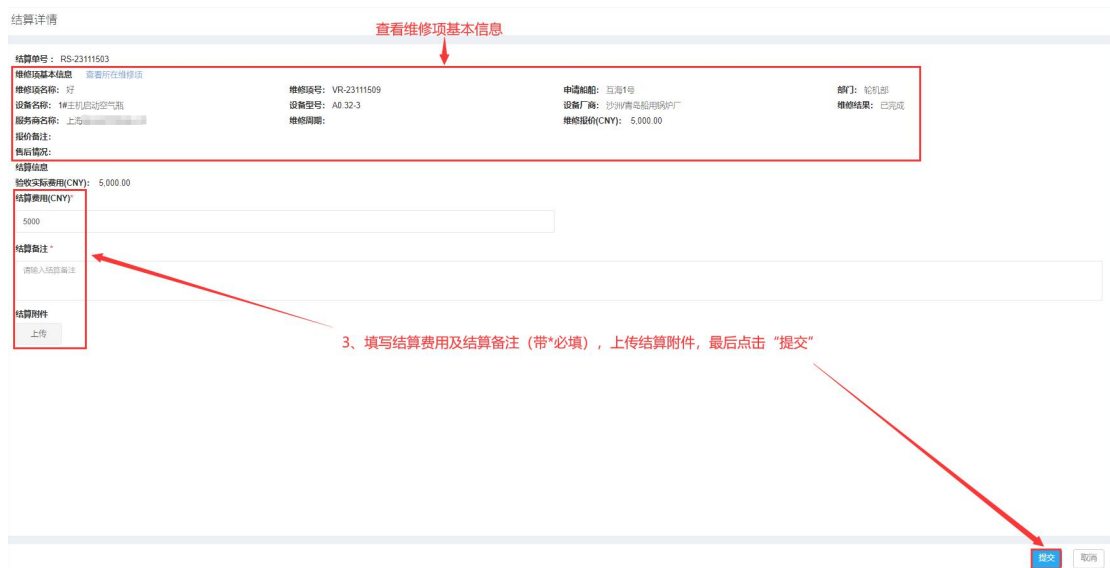 结算详情
查看维修项基本信息
结算单号： RS-23111503
维修项基本信息 查看所在维修项
维修项名称： 好 维修项号： VR-23111509 申请船舶： 互海1号 部门： 轮机部
设备名称： 1#主机启动空气瓶 设备型号： A0.32-3 设备厂商： 沙洲/青岛船用锅炉厂 维修结果： 已完成
服务商名称： 上海 维修周期： 维修报价(CNY)： 5,000.00
报价备注：
售后情况：
结算信息
验收实际费用(CNY)： 5,000.00
结算费用(CNY)*
5000
结算备注 *
请输入结算备注
结算附件
上传
3、填写结算费用及结算备注（带*必填），上传结算附件，最后点击“提交”
提交 取消